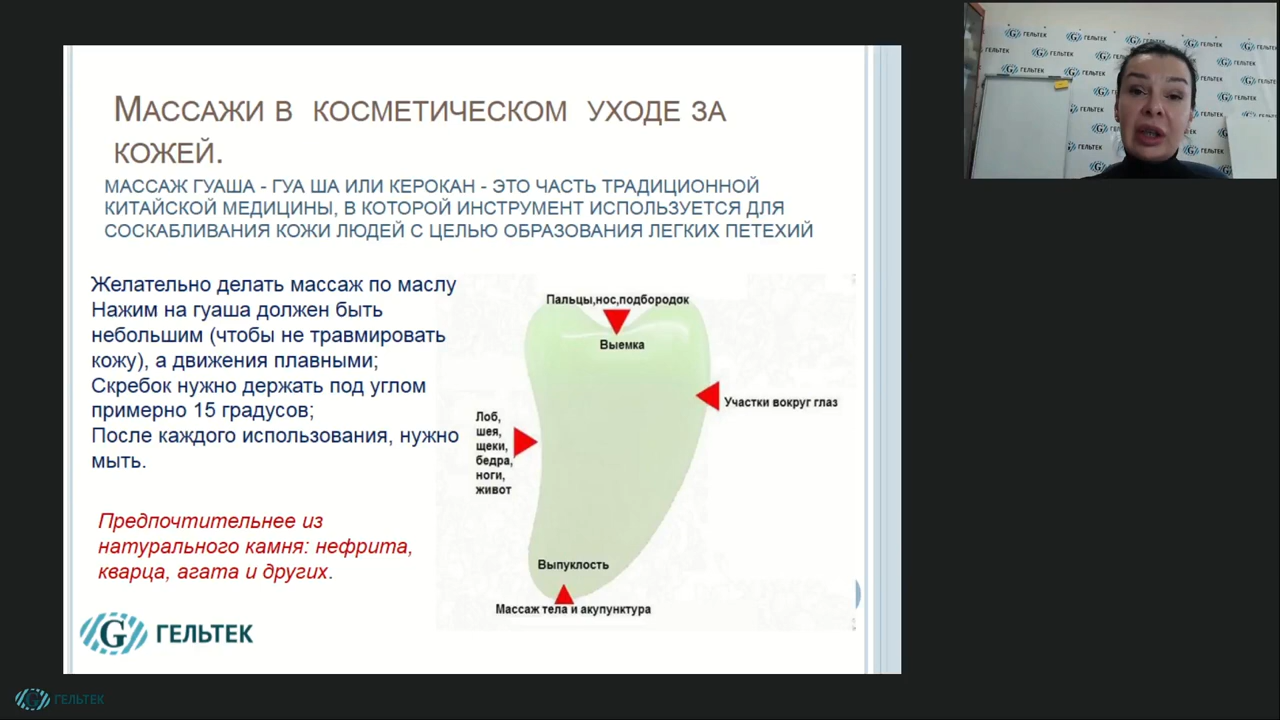 МАССАЖИ В КОСМЕТИЧЕСКОМ УХОДЕ ЗА
КОЖЕЙ.
МАССАЖ ГУАША - ГУА ША ИЛИ КЕРОКАН - ЭТО ЧАСТЬ ТРАДИЦИОННОЙ
КИТАЙСКОЙ МЕДИЦИНЫ, В КОТОРОЙ ИНСТРУМЕНТ ИСПОЛЬЗУЕТСЯ ДЛЯ
СОСКАБЛИВАНИЯ КОЖИ ЛЮДЕЙ С ЦЕЛЬЮ ОБРАЗОВАНИЯ ЛЕГКИХ ПЕТЕХИЙ
Желательно делать массаж по маслу
Нажим на гуаша должен быть
небольшим (чтобы не травмировать
кожу), а движения плавными;
Скребок нужно держать под углом
примерно 15 градусов;
После каждого использования, нужно
мыть.
Предпочтительнее из
натурального камня: нефрита,
кварца, агата и других.
Пальцы,нос,подбородок
Выемка
Участки вокруг глаз
Лоб,
шея,
щеки,
бедра,
ноги,
живот
Выпуклость
Массаж тела и акупунктура
G ГЕЛЬТЕК
G ГЕЛЬТЕК